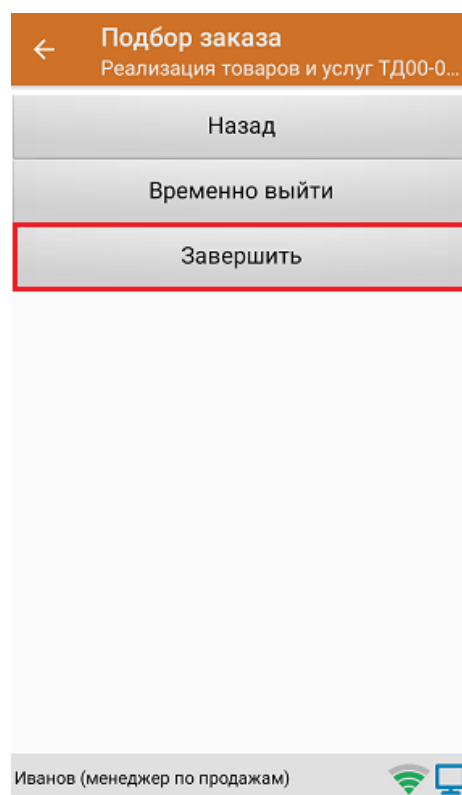 Подбор заказа
Реализация товаров и услуг ТД00-0...
Назад
Временно выйти
Завершить
Иванов (менеджер по продажам)